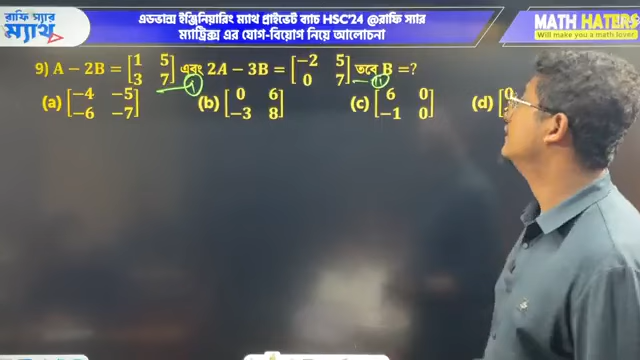 রাফি স্যার
ম্যাথ
এডভান্স ইঞ্জিনিয়ারিং ম্যাথ প্রাইভেট ব্যাচ HSC'24 @রাফি স্যার
ম্যাট্রিক্স এর যোগ-বিয়োগ নিয়ে আলোচনা
MATH HATERS
Will make you a math lover
9) A − 2B = [1 5 3 7] এবং 2A − 3B = [−2 5 0 7] তবে B =?
(a) [−4 −5 −6 −7] (b) [0 6 −3 8] (c) [6 0 −1 0] (d) [0